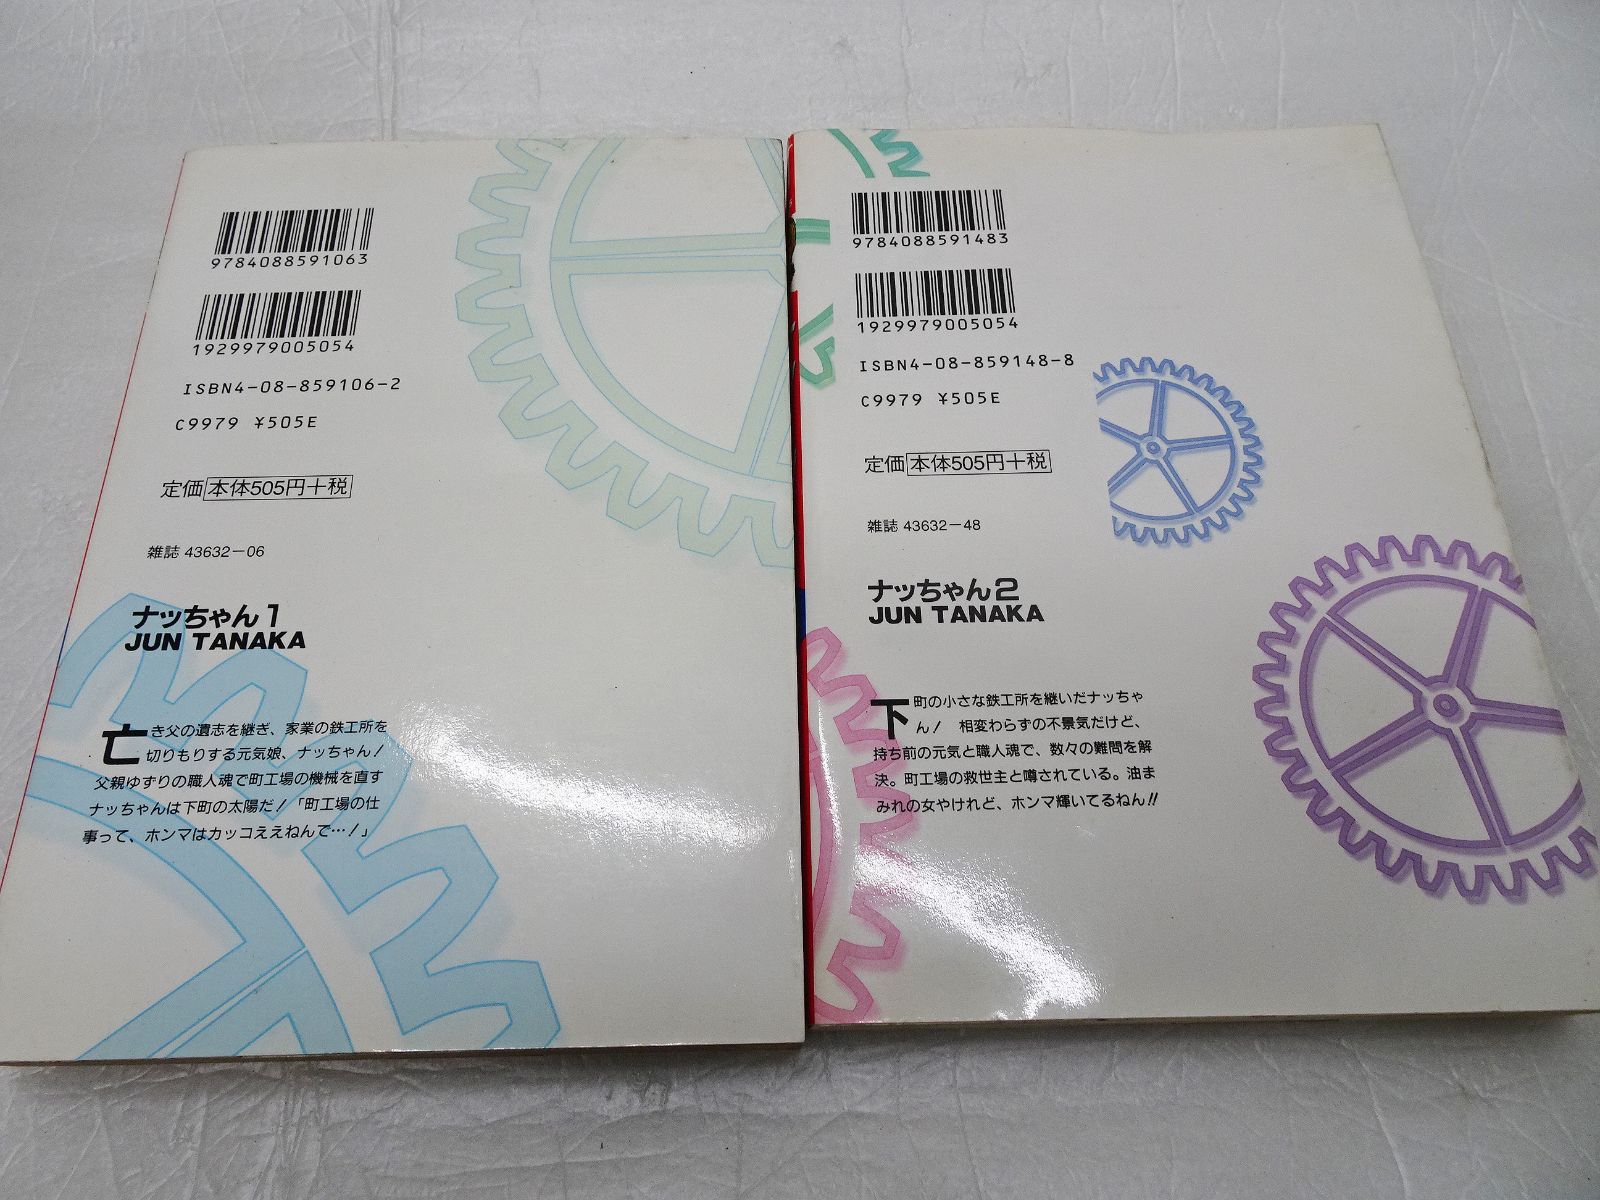 9784088591063
1929979005054
ISBN4-08-859106-2
C9979 ¥505E
定価 本体505円+税
雑誌 43632-06
ナッちゃん1
JUN TANAKA
亡き父の遺志を継ぎ、家業の鉄工所を
切りもりする元気娘、ナッちゃん!
父親ゆずりの職人魂で町工場の機械を直す
ナッちゃんは下町の太陽だ!「町工場の仕
事って、ホンマはカッコええねんで…!」
9784088591483
1929979005054
ISBN4-08-859148-8
C9979 ¥505E
定価 本体505円+税
雑誌 43632-48
ナッちゃん2
JUN TANAKA
下町の小さな鉄工所を継いだナッちゃ
ん! 相変わらずの不景気だけど、
持ち前の元気と職人魂で、数々の難問を解
決。町工場の救世主と噂されている。油ま
みれの女やけれど、ホンマ輝いてるねん!!